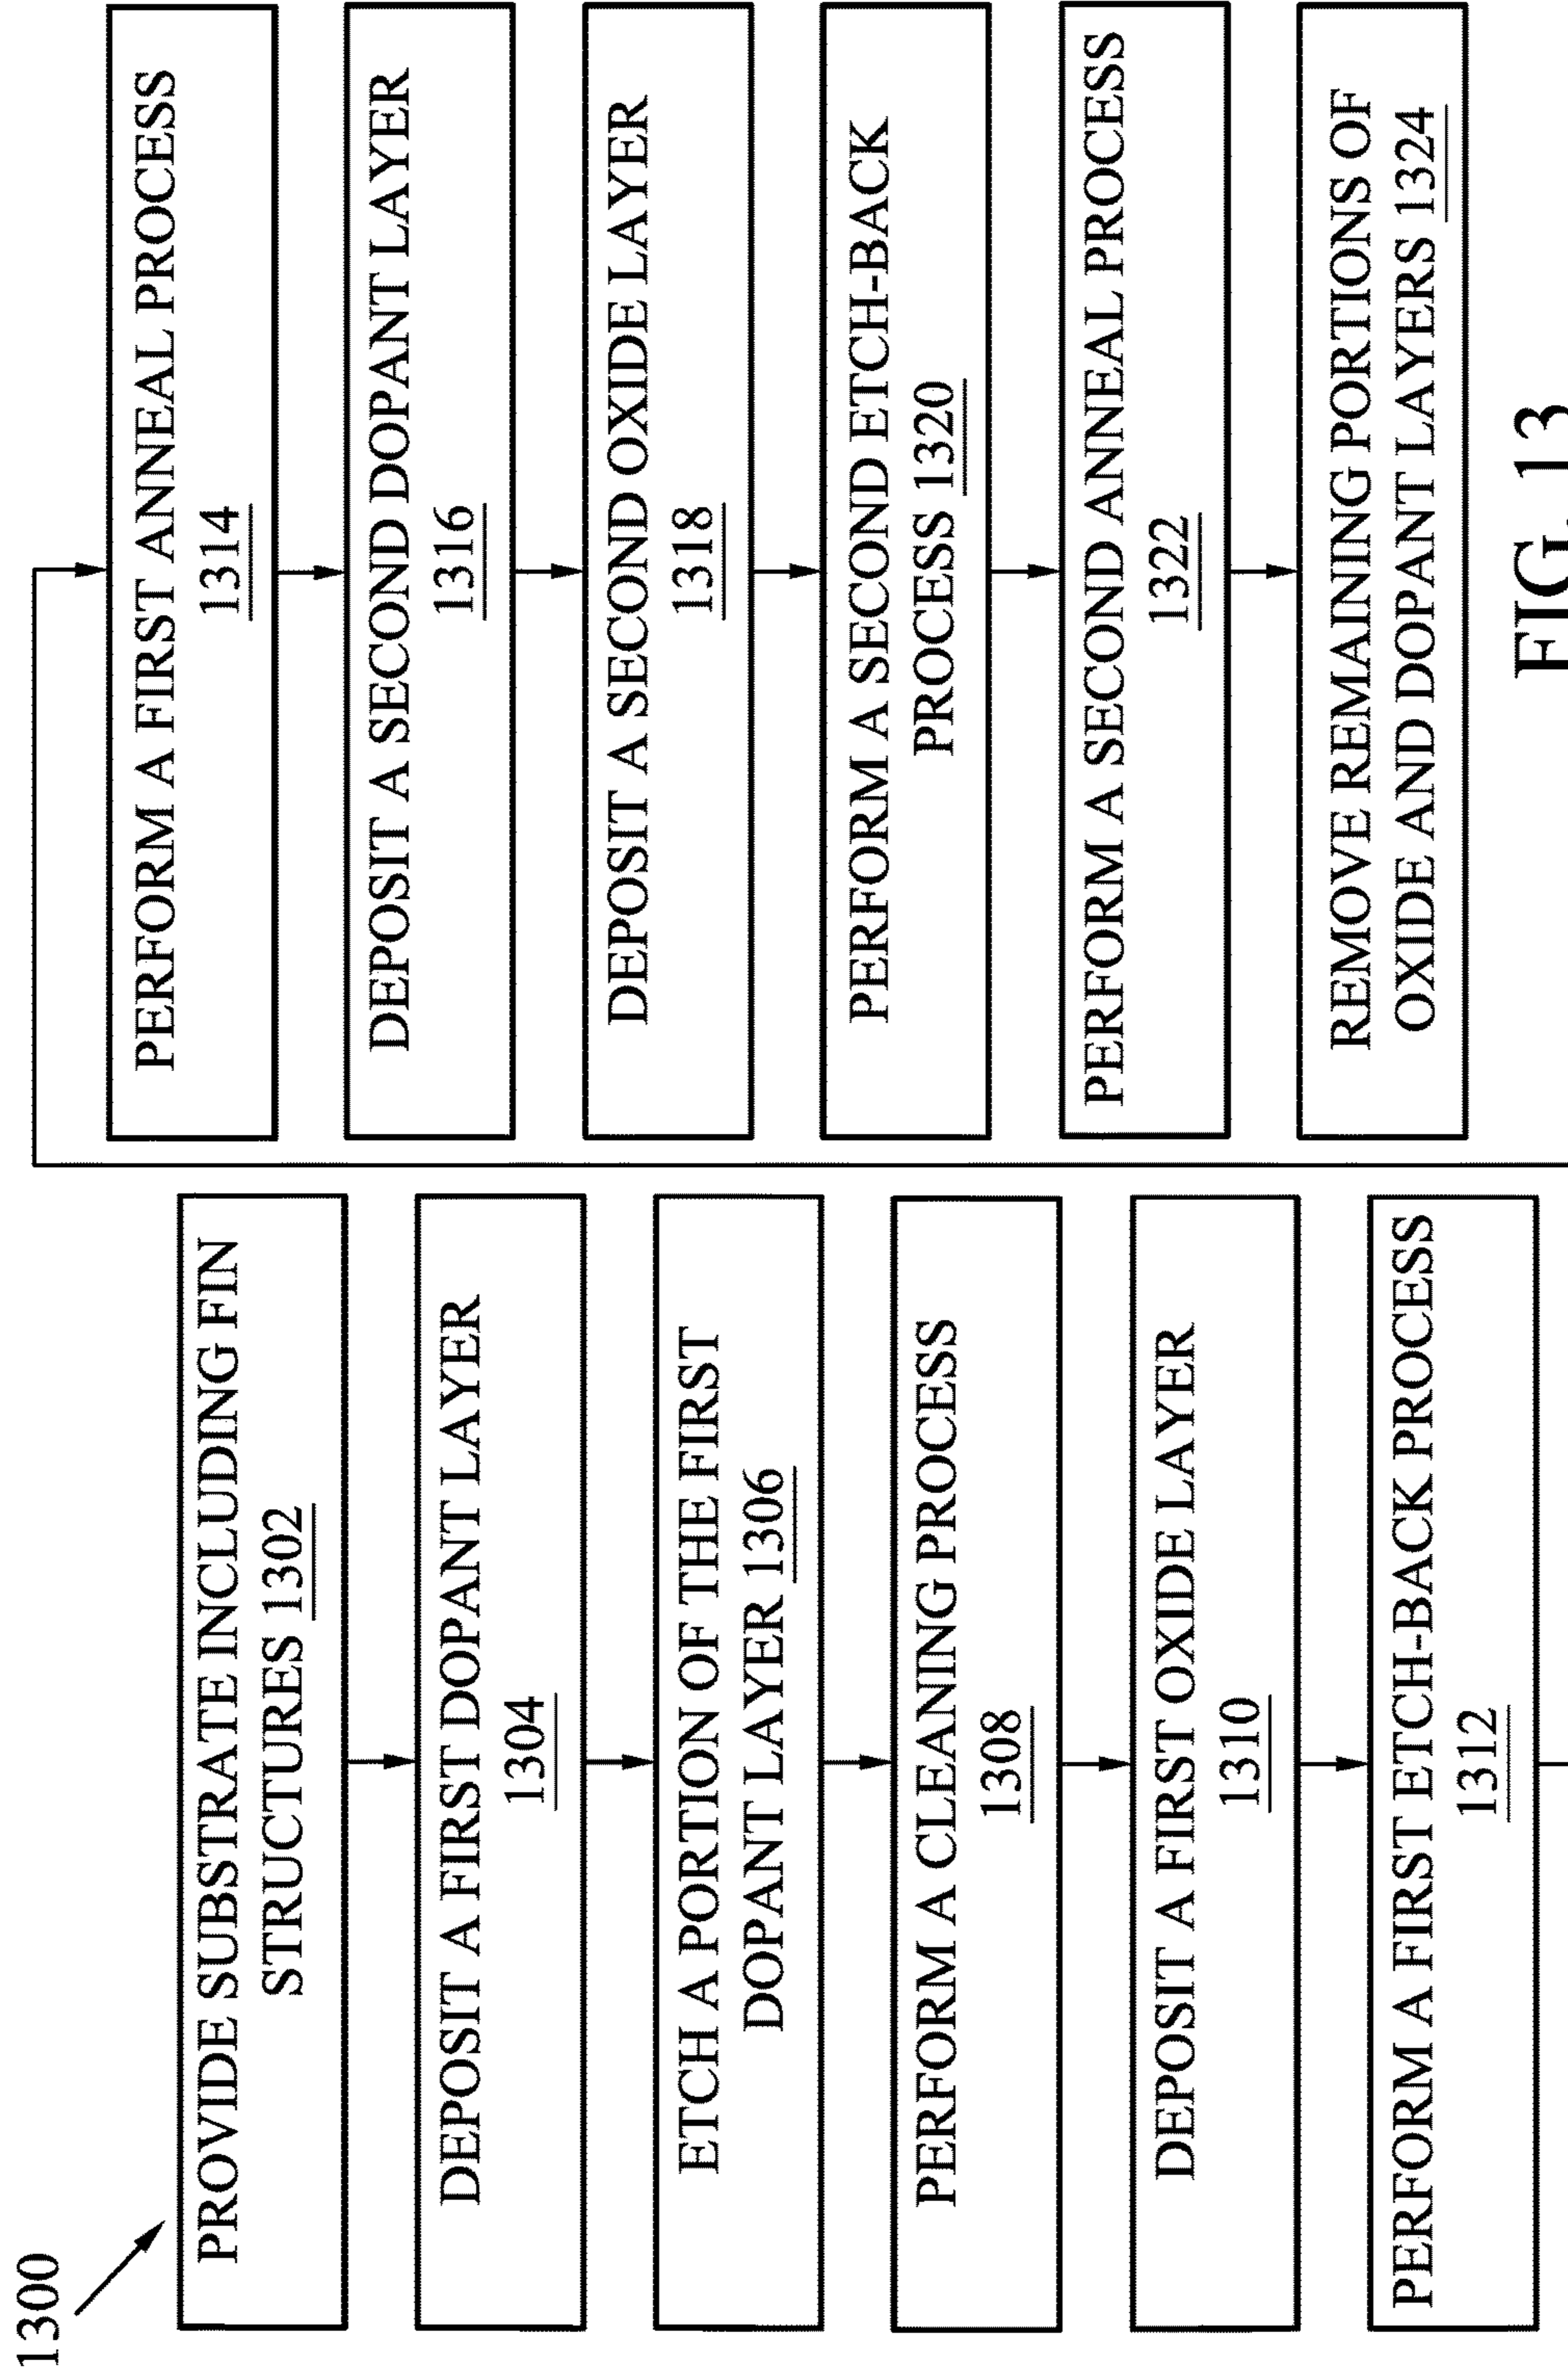 1300
PROVIDE SUBSTRATE INCLUDING FIN
STRUCTURES 1302
DEPOSIT A FIRST DOPANT LAYER
1304
ETCH A PORTION OF THE FIRST
DOPANT LAYER 1306
PERFORM A CLEANING PROCESS
1308
DEPOSIT A FIRST OXIDE LAYER
1310
PERFORM A FIRST ETCH-BACK PROCESS
1312
PERFORM A FIRST ANNEAL PROCESS
1314
DEPOSIT A SECOND DOPANT LAYER
1316
DEPOSIT A SECOND OXIDE LAYER
1318
PERFORM A SECOND ETCH-BACK
PROCESS 1320
PERFORM A SECOND ANNEAL PROCESS
1322
REMOVE REMAINING PORTIONS OF
OXIDE AND DOPANT LAYERS 1324
FIG. 13